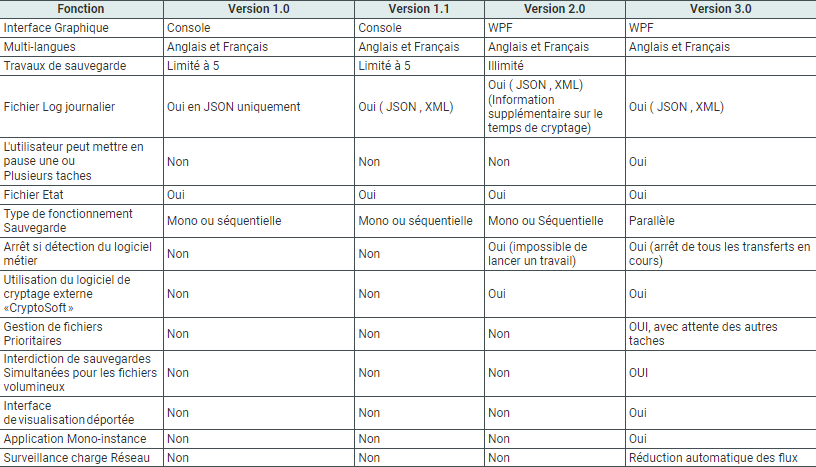 Fonction Version 1.0 Version 1.1 Version 2.0 Version 3.0
Interface Graphique Console Console WPF WPF
Multi-langues Anglais et Français Anglais et Français Anglais et Français Anglais et Français
Travaux de sauvegarde Limité à 5 Limité à 5 Illimité
Fichier Log journalier Oui en JSON uniquement Oui ( JSON , XML) Oui ( JSON , XML)
(Information
supplémentaire sur le
temps de cryptage) Oui ( JSON , XML)
L'utilisateur peut mettre en
pause une ou
Plusieurs taches Non Non Non Oui
Fichier Etat Oui Oui Oui Oui
Type de fonctionnement
Sauvegarde Mono ou séquentielle Mono ou séquentielle Mono ou Séquentielle Parallèle
Arrêt si détection du logiciel
métier Non Non Oui (impossible de
lancer un travail) Oui (arrêt de tous les transferts en
cours)
Utilisation du logiciel de
cryptage externe
«CryptoSoft» Non Non Oui Oui
Gestion de fichiers
Prioritaires Non Non Non OUI, avec attente des autres
taches
Interdiction de sauvegardes
Simultanées pour les fichiers
volumineux Non Non Non OUI
Interface
de visualisation déportée Non Non Non Oui
Application Mono-instance Non Non Non Oui
Surveillance charge Réseau Non Non Non Réduction automatique des flux